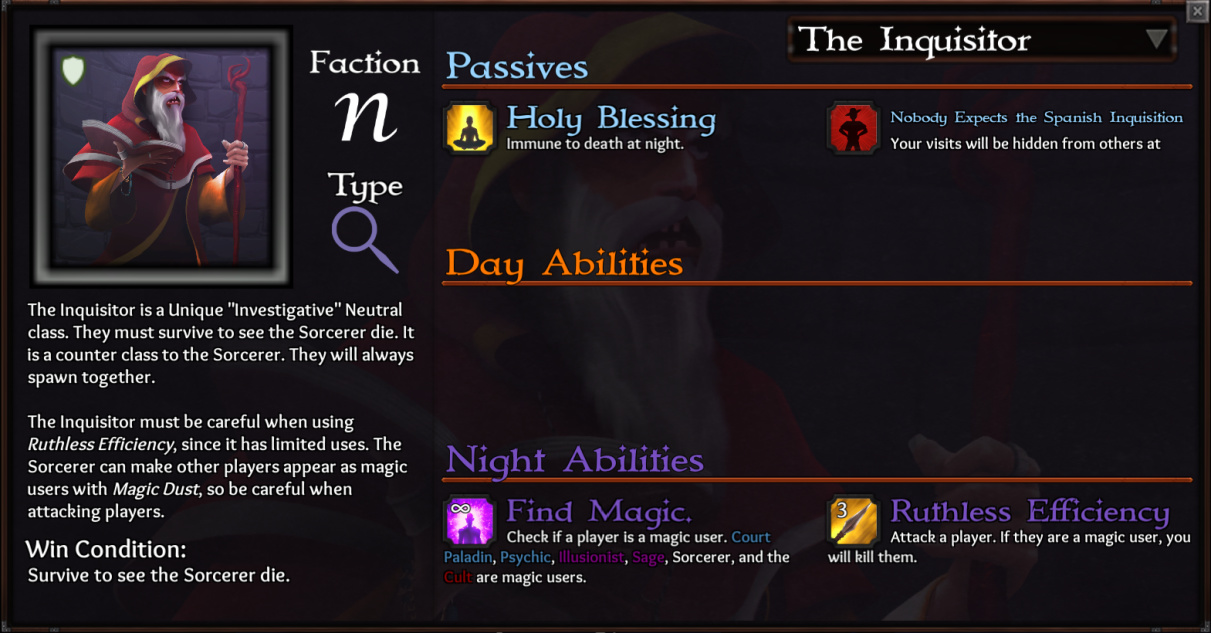 The Inquisitor
Faction
n
Type
The Inquisitor is a Unique "Investigative" Neutral
class. They must survive to see the Sorcerer die. It
is a counter class to the Sorcerer. They will always
spawn together.
The Inquisitor must be careful when using
Ruthless Efficiency, since it has limited uses. The
Sorcerer can make other players appear as magic
users with Magic Dust, so be careful when
attacking players.
Win Condition:
Survive to see the Sorcerer die.
Passives
Holy Blessing
Immune to death at night.
Nobody Expects the Spanish Inquisition
Your visits will be hidden from others at
Day Abilities
Night Abilities
∞
Find Magic.
Check if a player is a magic user. Court
Paladin, Psychic, Illusionist, Sage, Sorcerer, and the
Cult are magic users.
3
Ruthless Efficiency
Attack a player. If they are a magic user, you
will kill them.